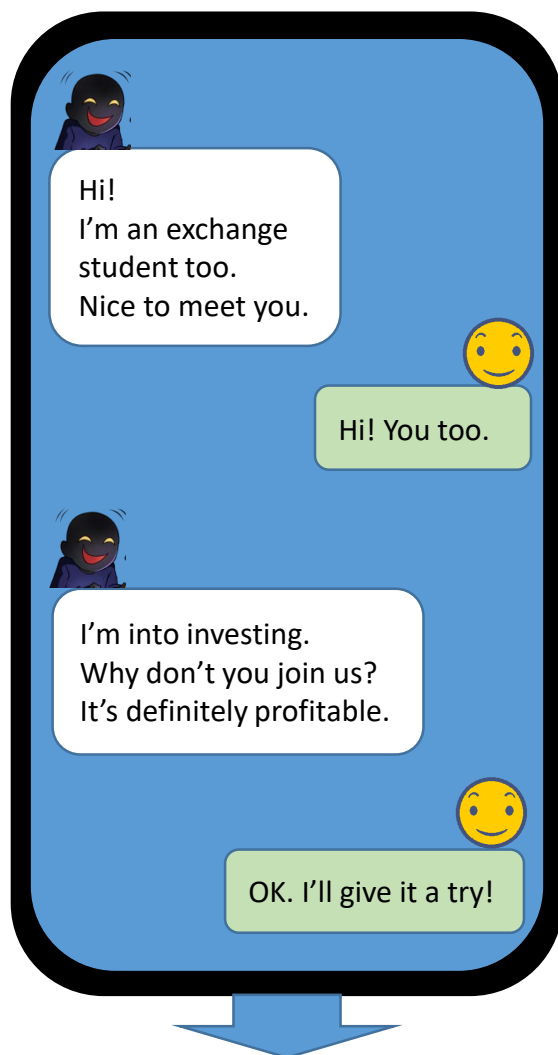 Hi!
I’m an exchange
student too.
Nice to meet you.
Hi! You too.
I’m into investing.
Why don’t you join us?
It’s definitely profitable.
OK. I’ll give it a try!